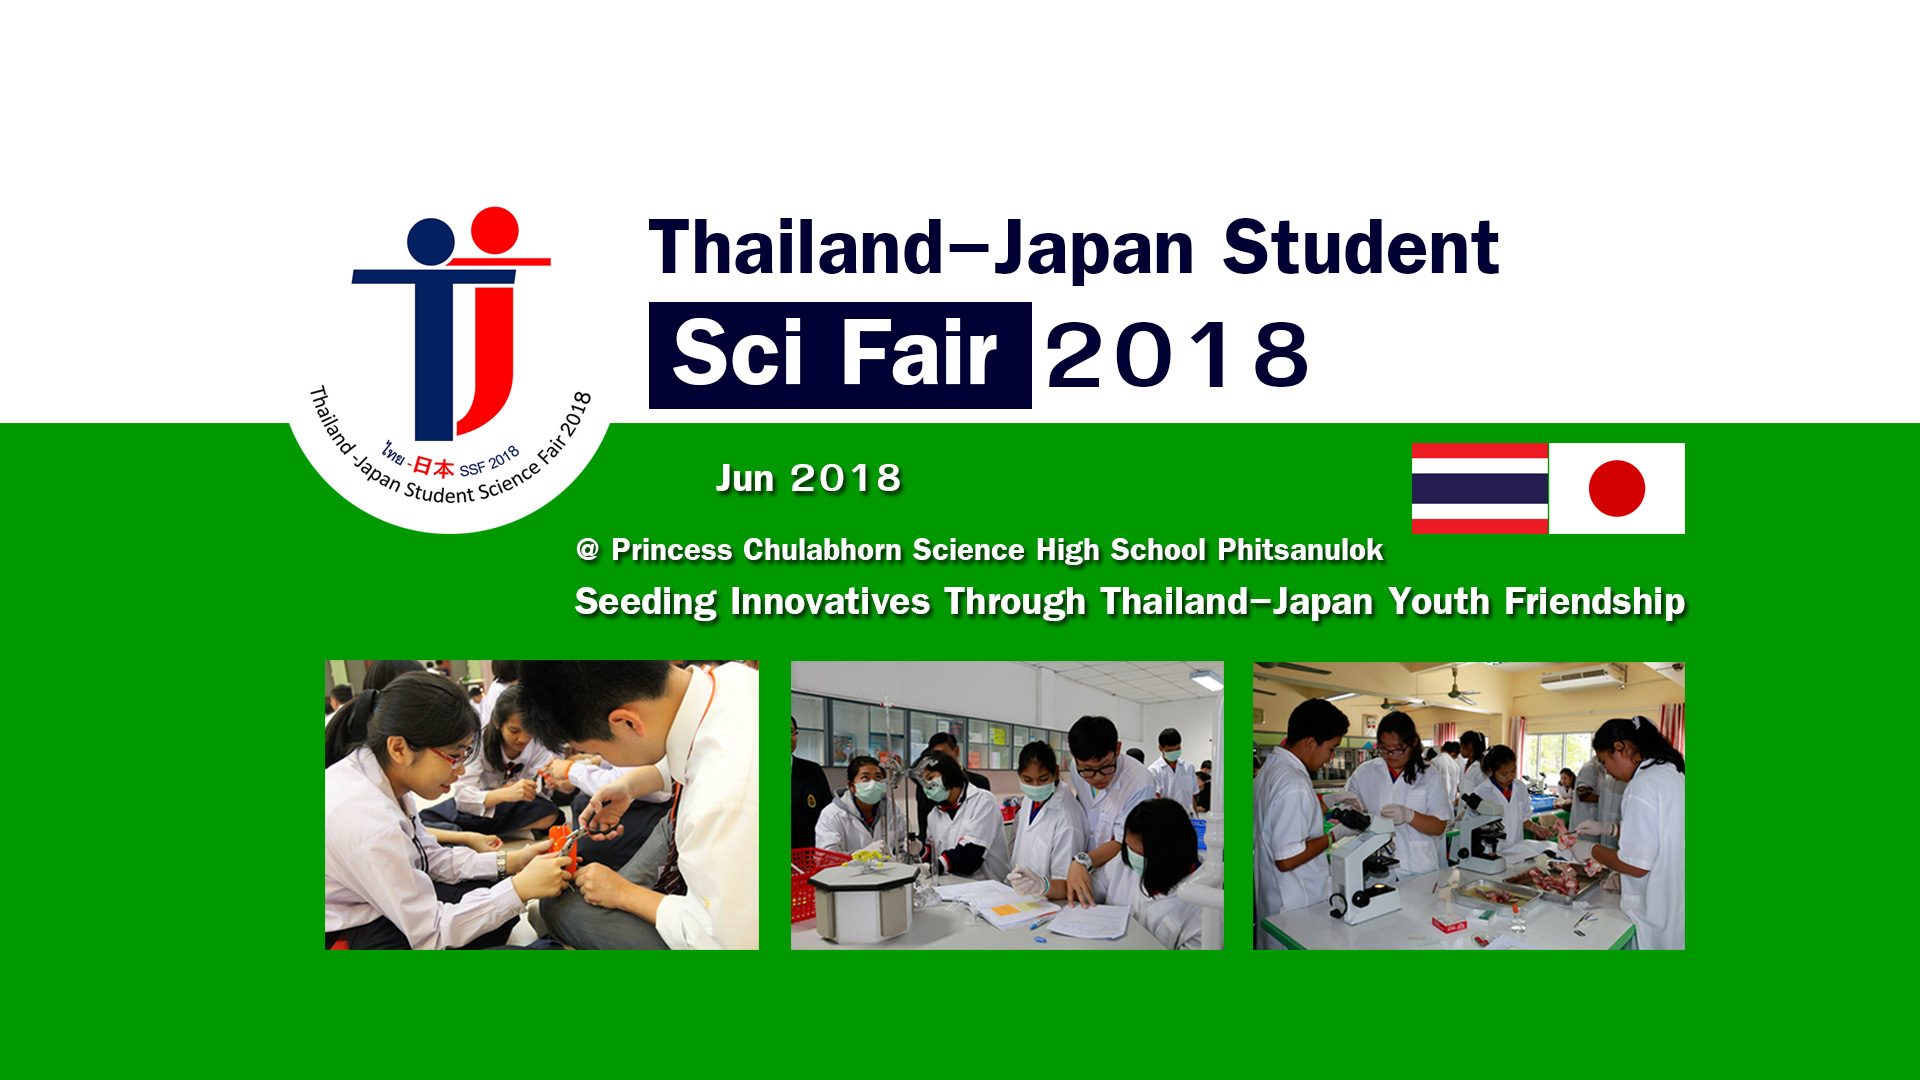 Thailand-Japan Student
Sci Fair 2018
ไทย -日本 SSF 2018
Thailand -Japan Student Science Fair 2018
Jun 2018
@ Princess Chulabhorn Science High School Phitsanulok
Seeding Innovatives Through Thailand-Japan Youth Friendship